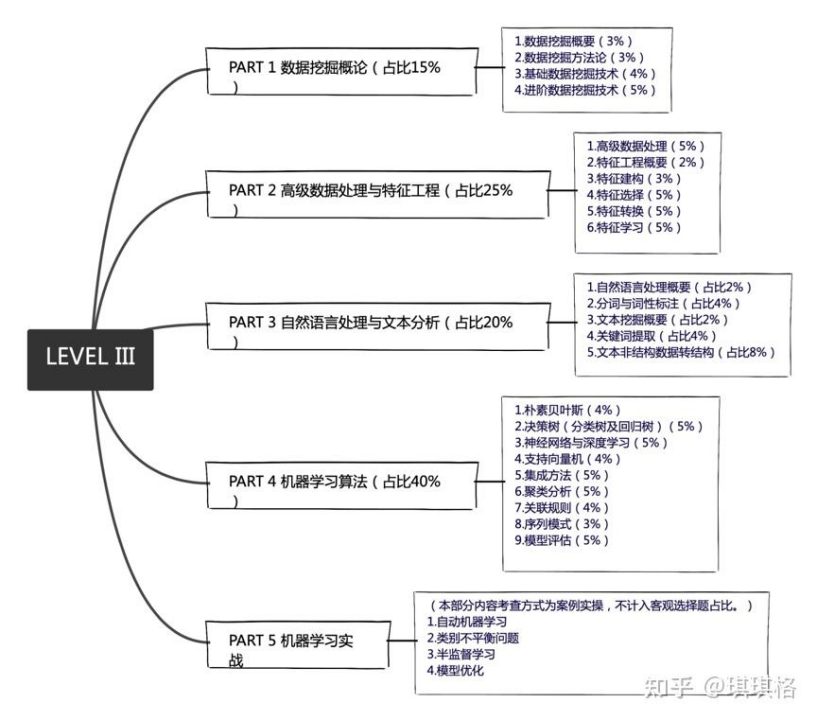 LEVEL III
PART 1 数据挖掘概论（占比15%
）
1.数据挖掘概要（3%）
2.数据挖掘方法论（3%）
3.基础数据挖掘技术（4%）
4.进阶数据挖掘技术（5%）
PART 2 高级数据处理与特征工程（占比25%
）
1.高级数据处理（5%）
2.特征工程概要（2%）
3.特征建构（3%）
4.特征选择（5%）
5.特征转换（5%）
6.特征学习（5%）
PART 3 自然语言处理与文本分析（占比20%
）
1.自然语言处理概要（占比2%）
2.分词与词性标注（占比4%）
3.文本挖掘概要（占比2%）
4.关键词提取（占比4%）
5.文本非结构数据转结构（占比8%）
PART 4 机器学习算法（占比40%
）
1.朴素贝叶斯（4%）
2.决策树（分类树及回归树）（5%）
3.神经网络与深度学习（5%）
4.支持向量机（4%）
5.集成方法（5%）
6.聚类分析（5%）
7.关联规则（4%）
8.序列模式（3%）
9.模型评估（5%）
PART 5 机器学习实
战
（本部分内容考查方式为案例实操，不计入客观选择题占比。）
1.自动机器学习
2.类别不平衡问题
3.半监督学习
4.模型优化
知乎 @琪琪格